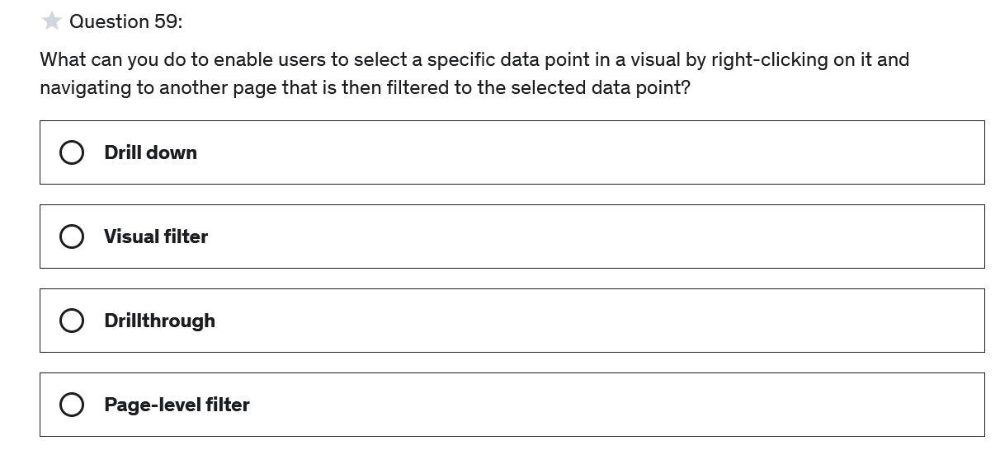 Question 59:
What can you do to enable users to select a specific data point in a visual by right-clicking on it and
navigating to another page that is then filtered to the selected data point?
Drill down
Visual filter
Drillthrough
Page-level filter